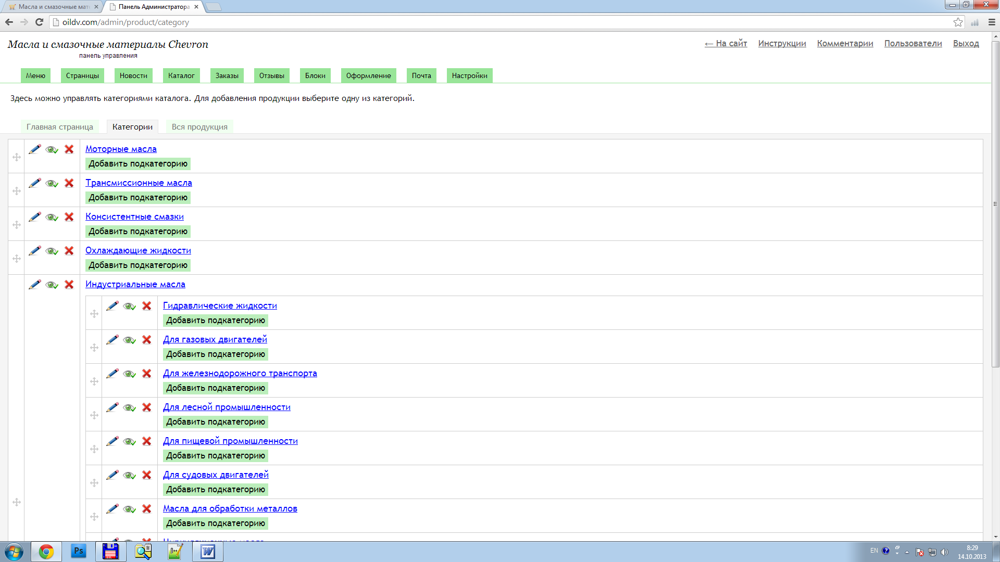 Масла и смазочные мат
Панель Администратора
oildv.com/admin/product/category
Масла и смазочные материалы Chevron
панель управления
← На сайт Инструкции Комментарии Пользователи Выход
Меню Страницы Новости Каталог Заказы Отзывы Блоки Оформление Почта Настройки
Здесь можно управлять категориями каталога. Для добавления продукции выберите одну из категорий.
Главная страница Категории Вся продукция
Моторные масла
Добавить подкатегорию
Трансмиссионные масла
Добавить подкатегорию
Консистентные смазки
Добавить подкатегорию
Охлаждающие жидкости
Добавить подкатегорию
Индустриальные масла
Гидравлические жидкости
Добавить подкатегорию
Для газовых двигателей
Добавить подкатегорию
Для железнодорожного транспорта
Добавить подкатегорию
Для лесной промышленности
Добавить подкатегорию
Для пищевой промышленности
Добавить подкатегорию
Для судовых двигателей
Добавить подкатегорию
Масла для обработки металлов
Добавить подкатегорию
Ps
EN
8:29
14.10.2013